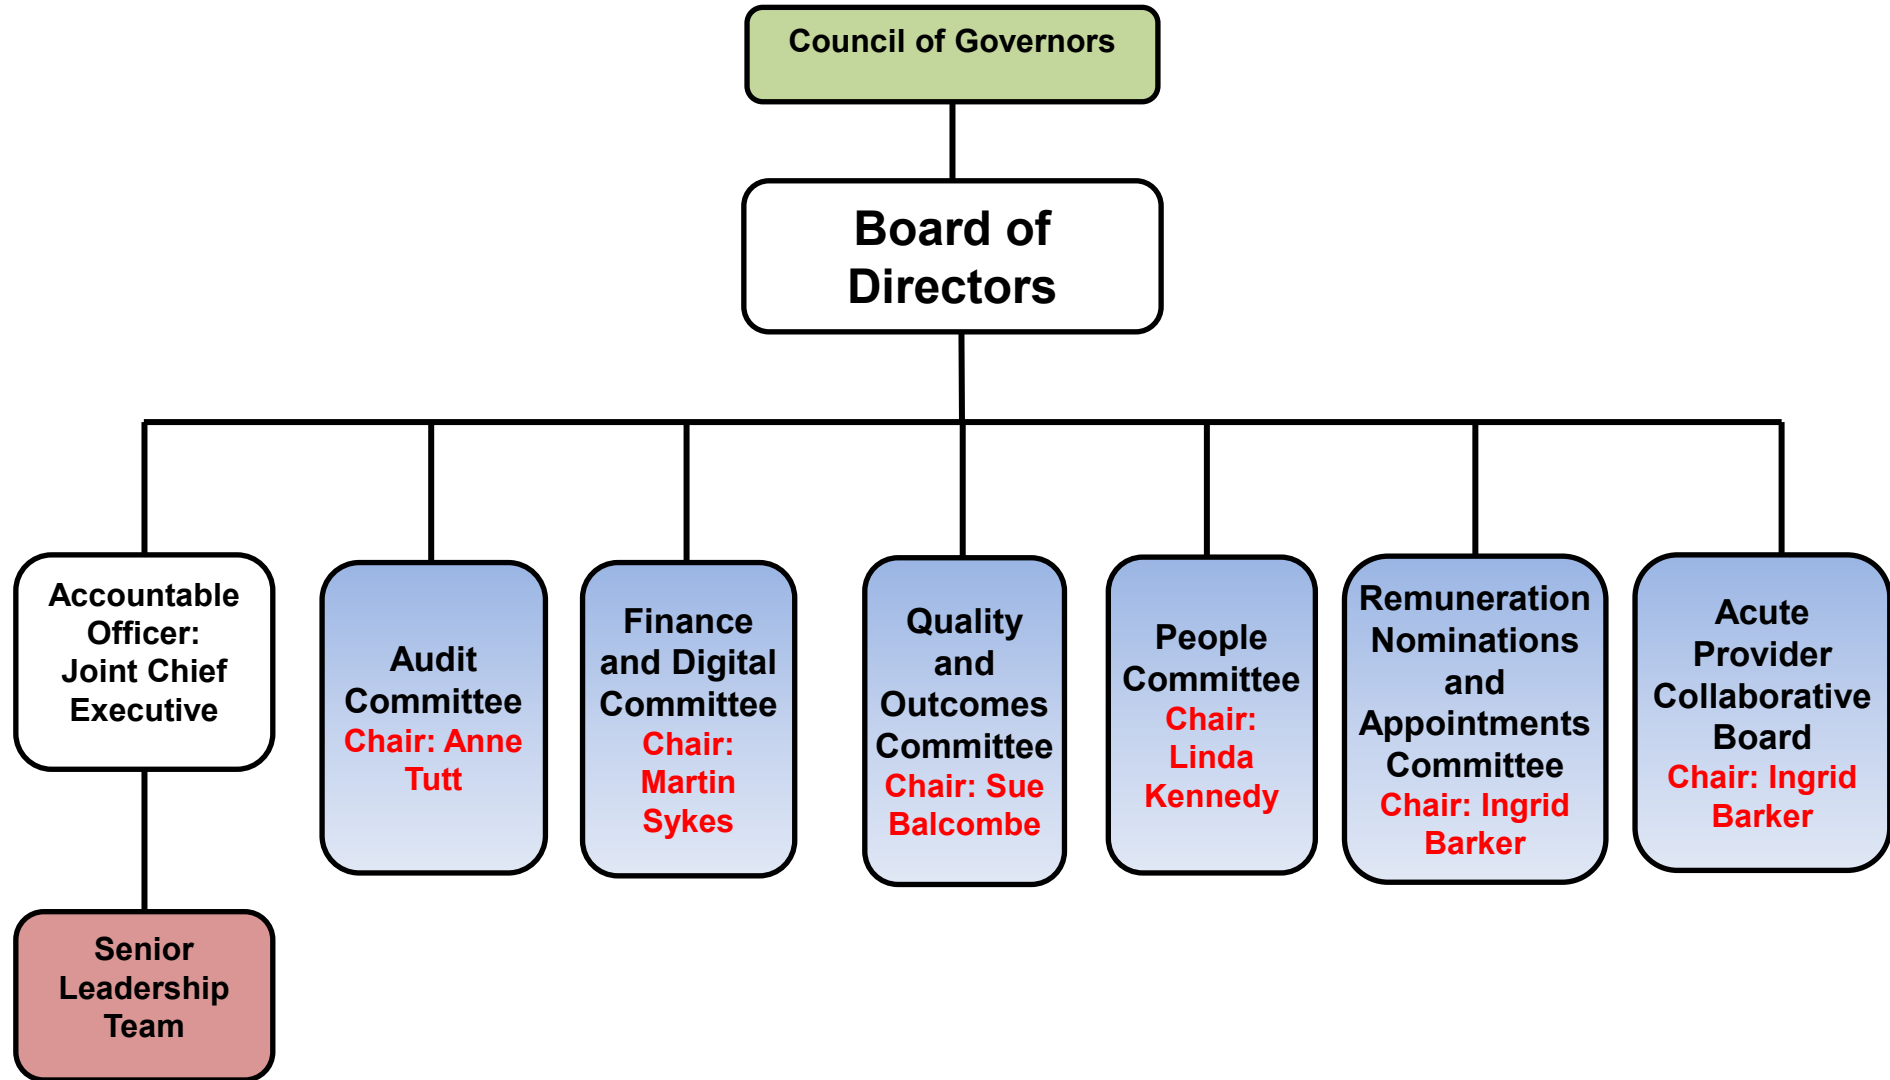 Council of Governors
Board of
Directors
Accountable
Officer:
Joint Chief
Executive
Audit
Committee
Chair: Anne
Tutt
Finance
and Digital
Committee
Chair:
Martin
Sykes
Quality
and
Outcomes
Committee
Chair: Sue
Balcombe
People
Committee
Chair:
Linda
Kennedy
Remuneration
Nominations
and
Appointments
Committee
Chair: Ingrid
Barker
Acute
Provider
Collaborative
Board
Chair: Ingrid
Barker
Senior
Leadership
Team